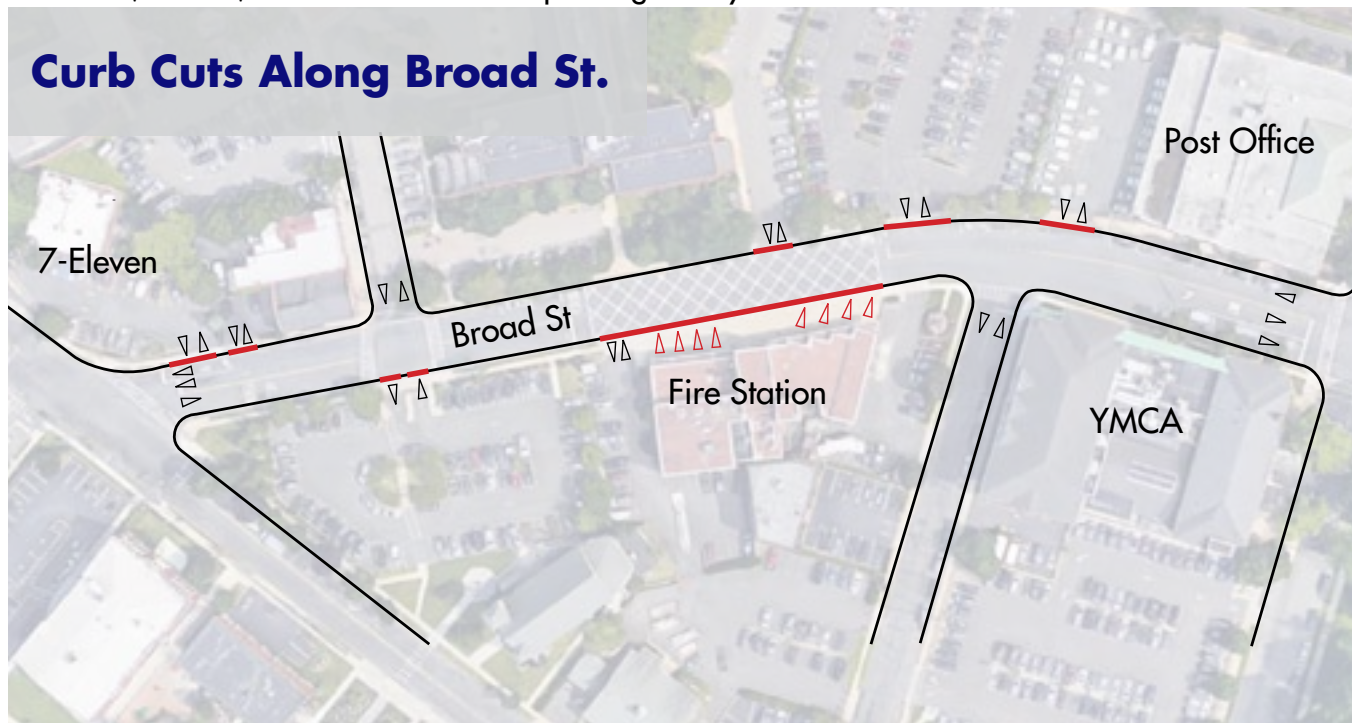 Curb Cuts Along Broad St.
Post Office
7-Eleven
Broad St
Fire Station
YMCA